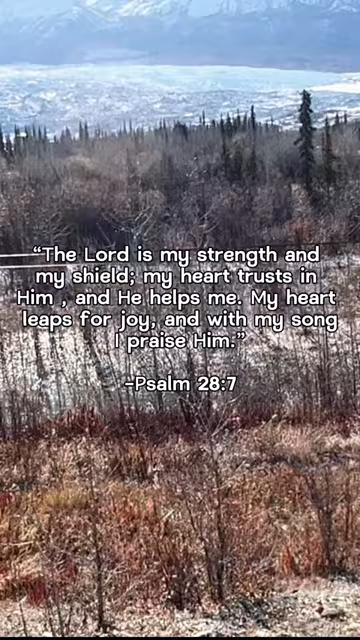 “The Lord is my strength and
my shield; my heart trusts in
Him , and He helps me. My heart
leaps for joy, and with my song
I praise Him.”
-Psalm 28:7